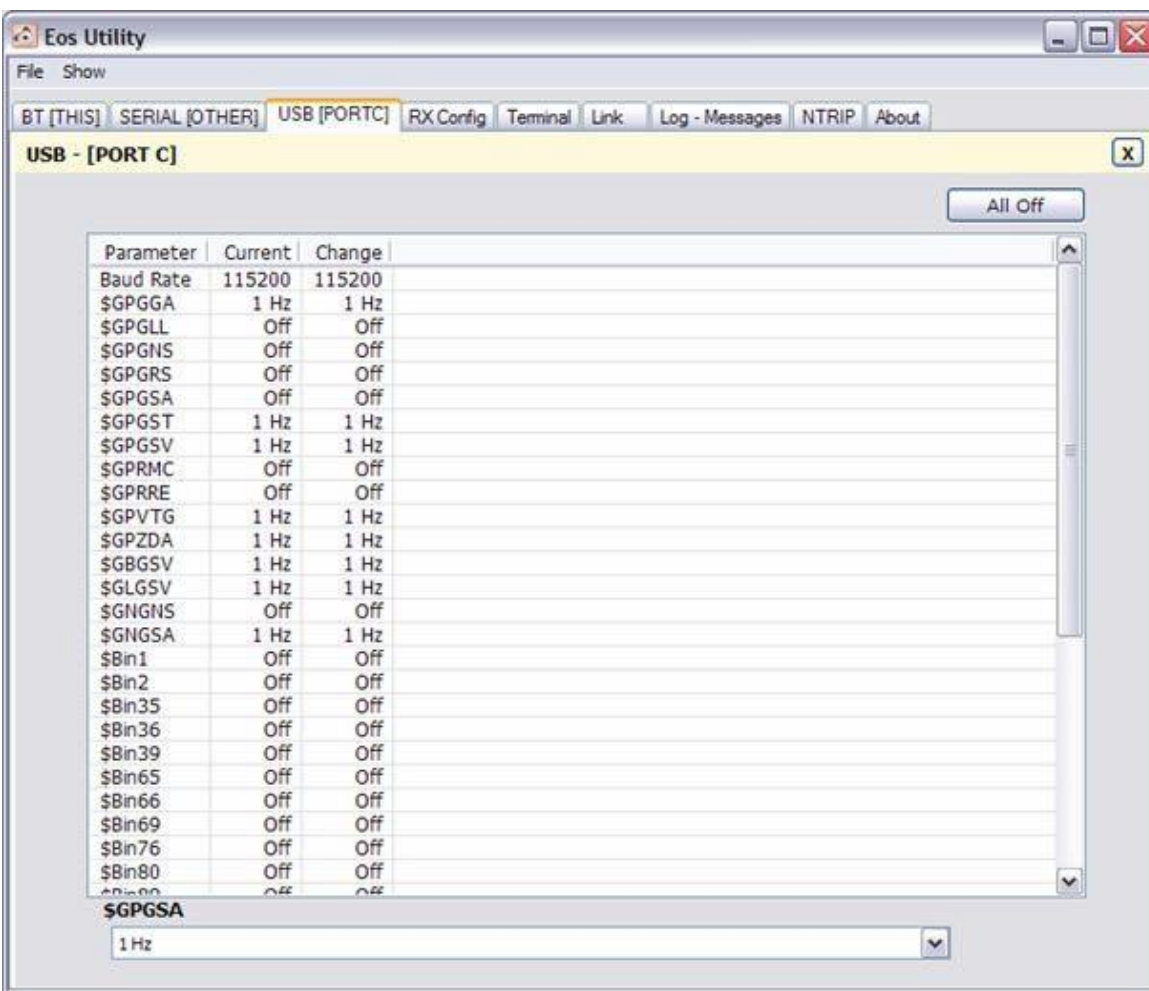 Eos Utility
File Show
BT [THIS] SERIAL [OTHER] USB [PORTC] RX Config Terminal Link Log - Messages NTRIP About
USB - [PORT C] X
All Off
Parameter Current Change
Baud Rate 115200 115200
$GPGGA 1 Hz 1 Hz
$GPGLL Off Off
$GPGNS Off Off
$GPGRS Off Off
$GPGSA Off Off
$GPGST 1 Hz 1 Hz
$GPGSV 1 Hz 1 Hz
$GPRMC Off Off
$GPRRE Off Off
$GPVTG 1 Hz 1 Hz
$GPZDA 1 Hz 1 Hz
$GBGSV 1 Hz 1 Hz
$GLGSV 1 Hz 1 Hz
$GNGNS Off Off
$GNGSA 1 Hz 1 Hz
$Bin1 Off Off
$Bin2 Off Off
$Bin35 Off Off
$Bin36 Off Off
$Bin39 Off Off
$Bin65 Off Off
$Bin66 Off Off
$Bin69 Off Off
$Bin76 Off Off
$Bin80 Off Off
Off Off
$GPGSA
1 Hz